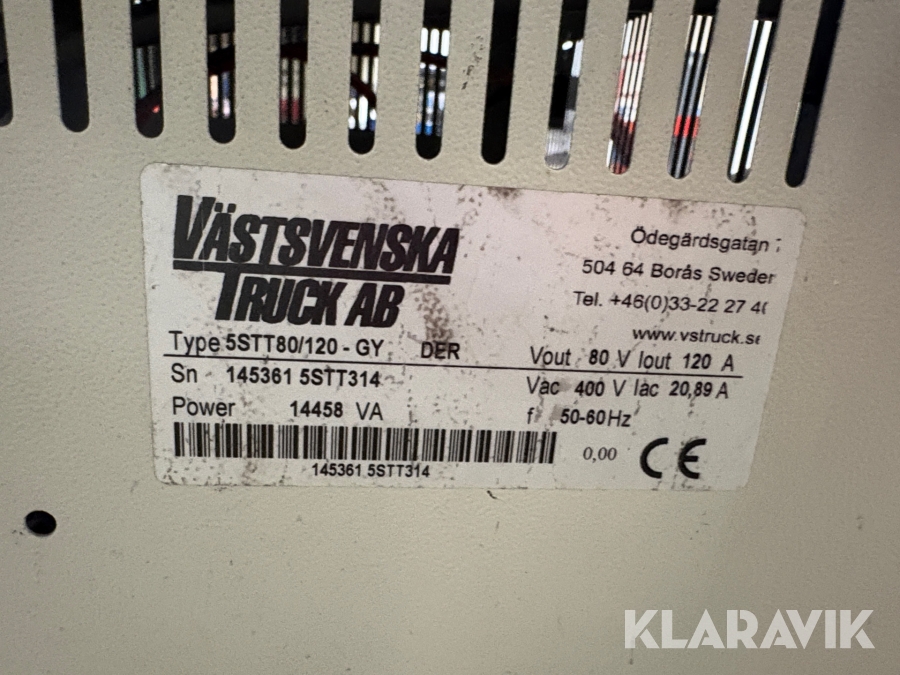 VÄSTSVENSKA
TRUCK AB
Ödegärdsgatan
504 64 Borås Sweden
Tel. +46(0)33-22 27
www.vstruck.se
Type 5STT80/120 - GY DER
Vout 80 V Iout 120 A
Sn 145361 5STT314
Vac 400 V Iac 20,89 A
Power 14458 VA
f 50-60Hz
145361 5STT314
0,00 CE
KLARAVIK